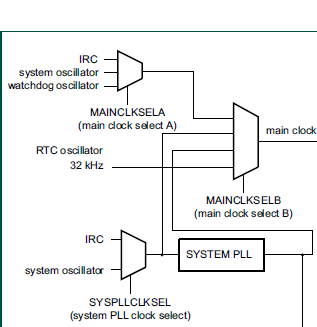 IRC
system oscillator
watchdog oscillator
MAINCLKSELA
(main clock select A)
main clock
RTC oscillator
32 kHz
MAINCLKSELB
(main clock select B)
IRC
system oscillator
SYSTEM PLL
SYSPLLCLKSEL
(system PLL clock select)